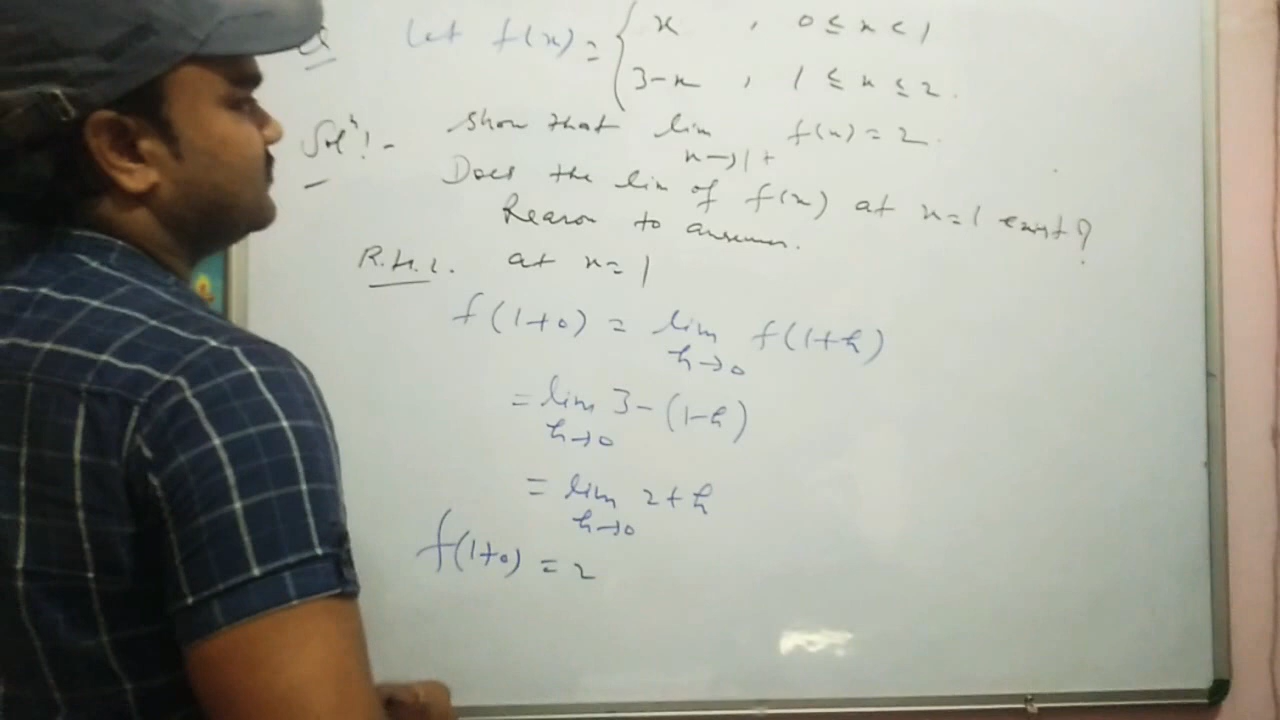 Q Let f(x) = { x , 0 ≤ x < 1
3-x , 1 ≤ x ≤ 2.
Solⁿ:- Show that lim x→1+ f(x) = 2.
Does the lim of f(x) at x=1 exist?
Reason to answer.
R.H.L. at x=1
f(1+0) = lim h→0 f(1+h)
= lim h→0 3-(1-h)
= lim h→0 2+h
f(1+0) = 2